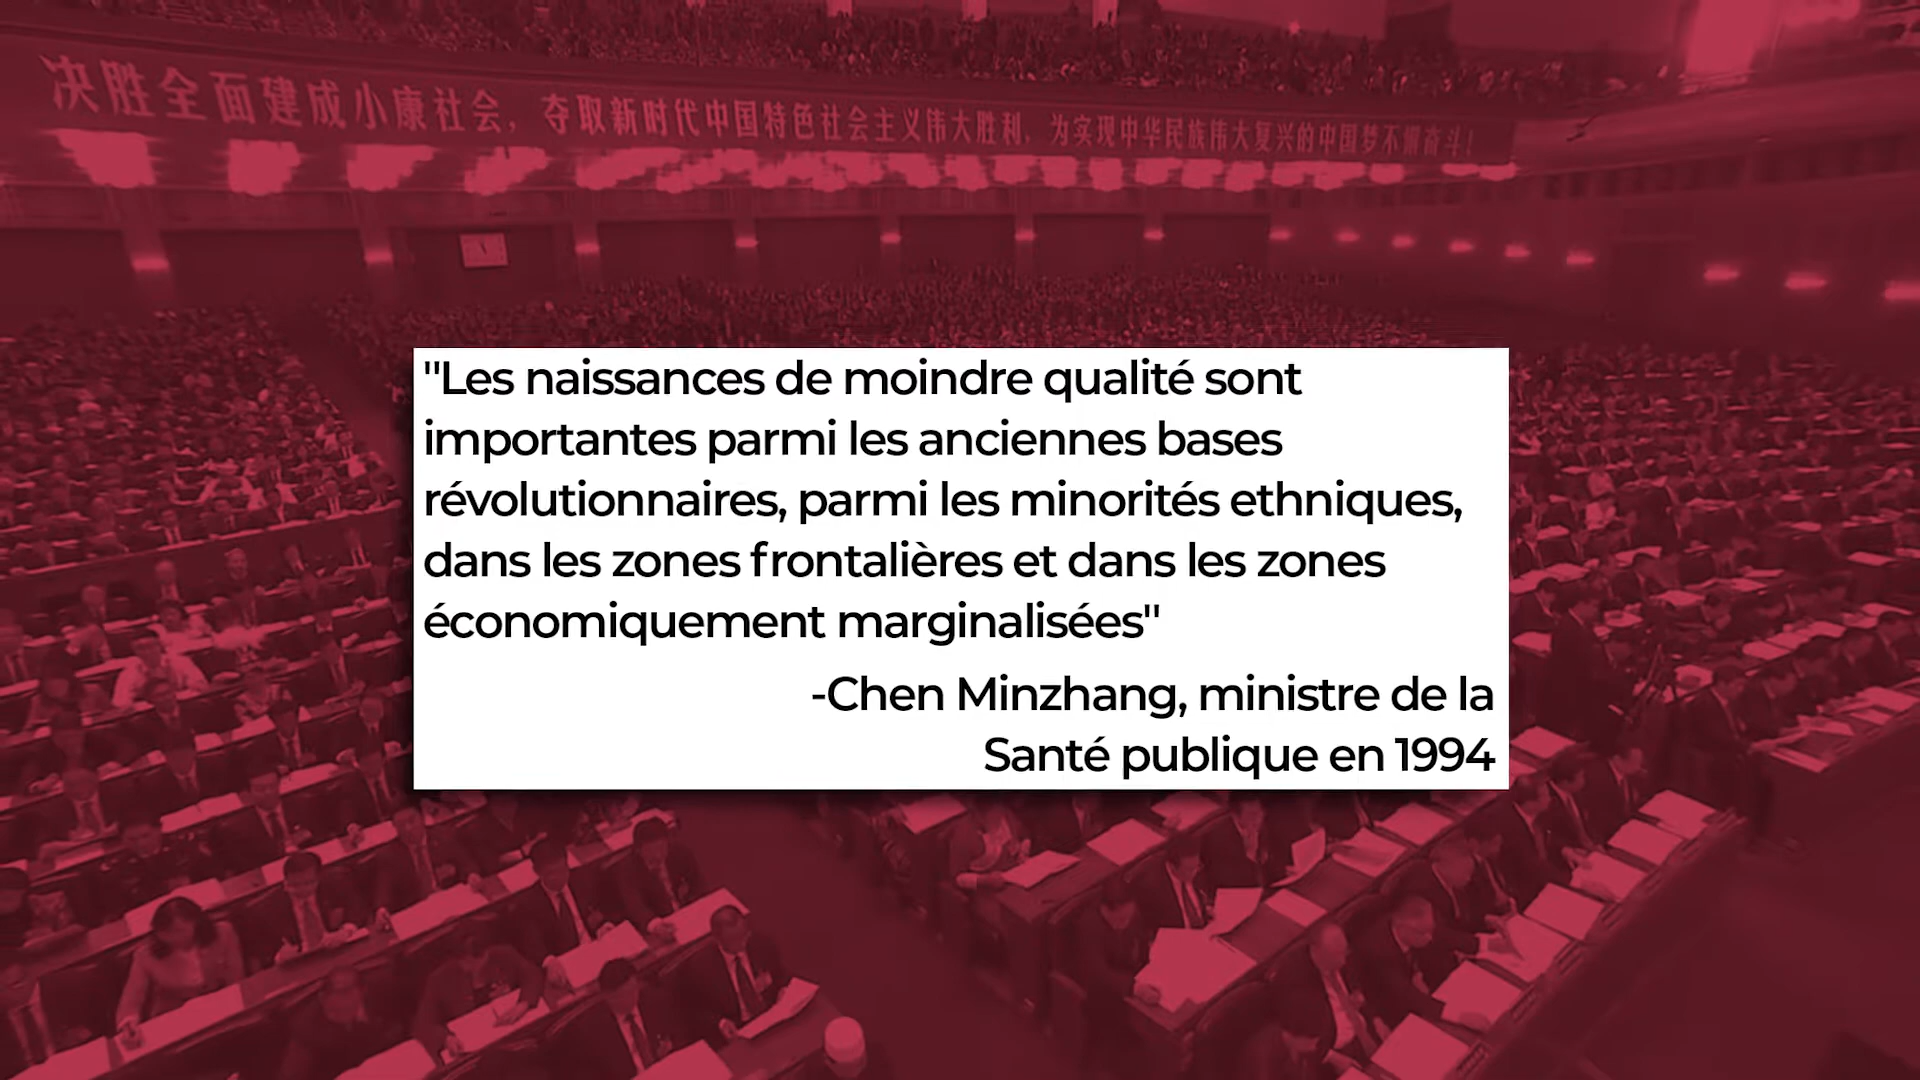 决胜全面建成小康社会，夺取新时代中国特色社会主义伟大胜利，为实现中华民族伟大复兴的中国梦不懈奋斗！
"Les naissances de moindre qualité sont
importantes parmi les anciennes bases
révolutionnaires, parmi les minorités ethniques,
dans les zones frontalières et dans les zones
économiquement marginalisées"
-Chen Minzhang, ministre de la
Santé publique en 1994